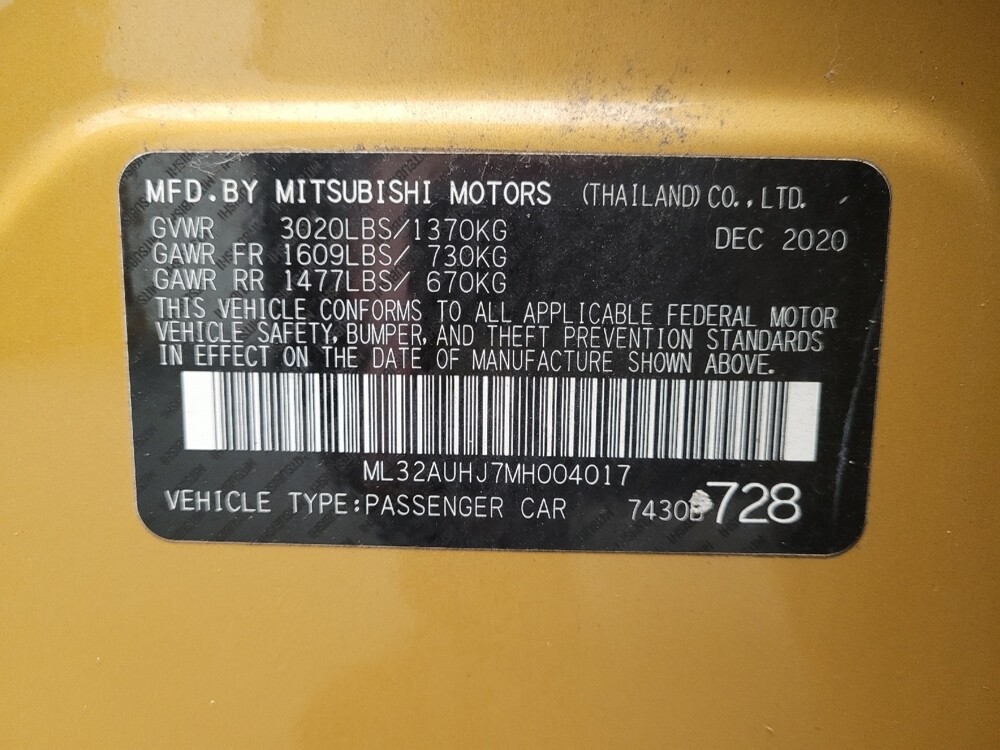 MFD.BY MITSUBISHI MOTORS (THAILAND) CO.,LTD.
GVWR 3020LBS/1370KG DEC 2020
GAWR FR 1609LBS/ 730KG
GAWR RR 1477LBS/ 670KG
THIS VEHICLE CONFORMS TO ALL APPLICABLE FEDERAL MOTOR
VEHICLE SAFETY, BUMPER, AND THEFT PREVENTION STANDARDS
IN EFFECT ON THE DATE OF MANUFACTURE SHOWN ABOVE.
ML32AUHJ7MH004017
VEHICLE TYPE:PASSENGER CAR 728